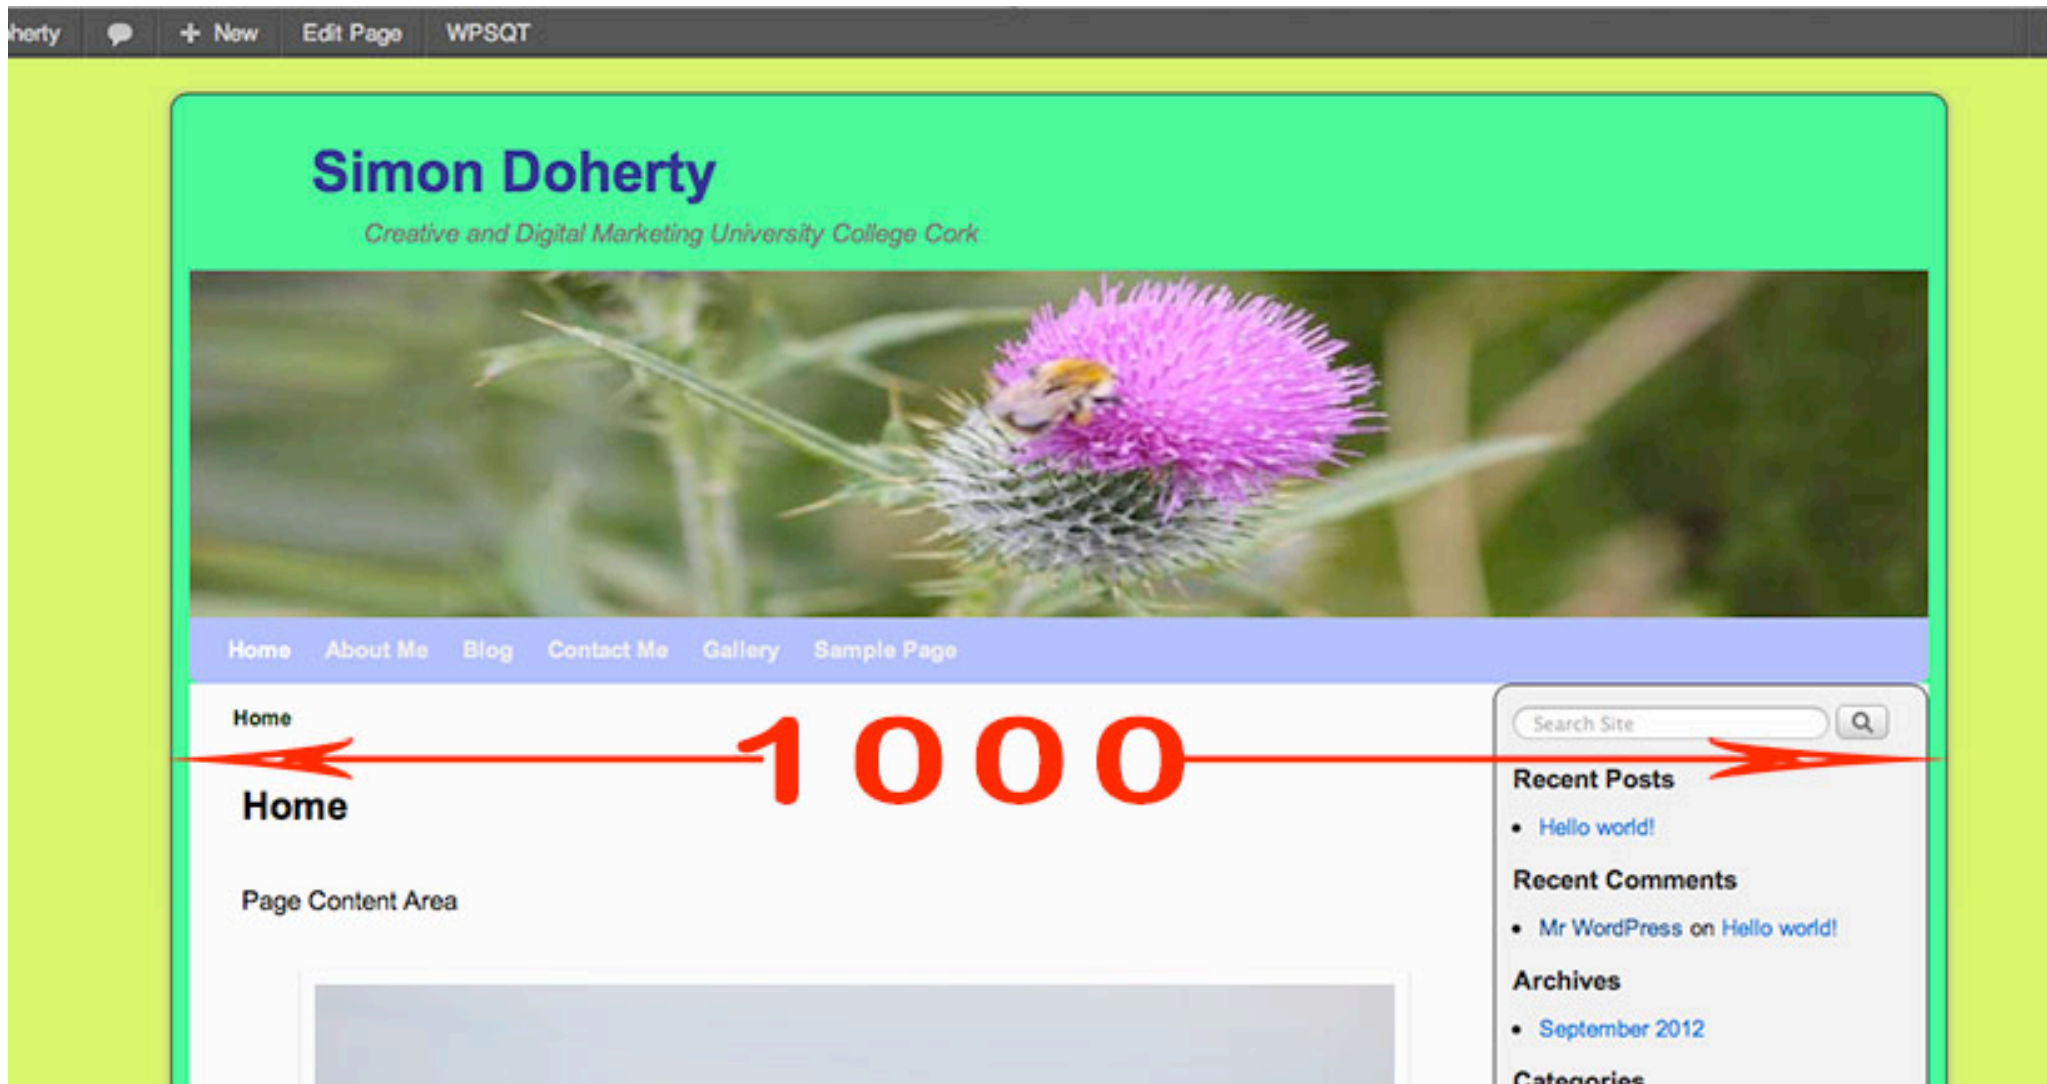 herty + New Edit Page WPSQT
Simon Doherty
Creative and Digital Marketing University College Cork
Home About Me Blog Contact Me Gallery Sample Page
Home
1000
Home
Page Content Area
Search Site
Recent Posts
• Hello world!
Recent Comments
• Mr WordPress on Hello world!
Archives
• September 2012
Categories